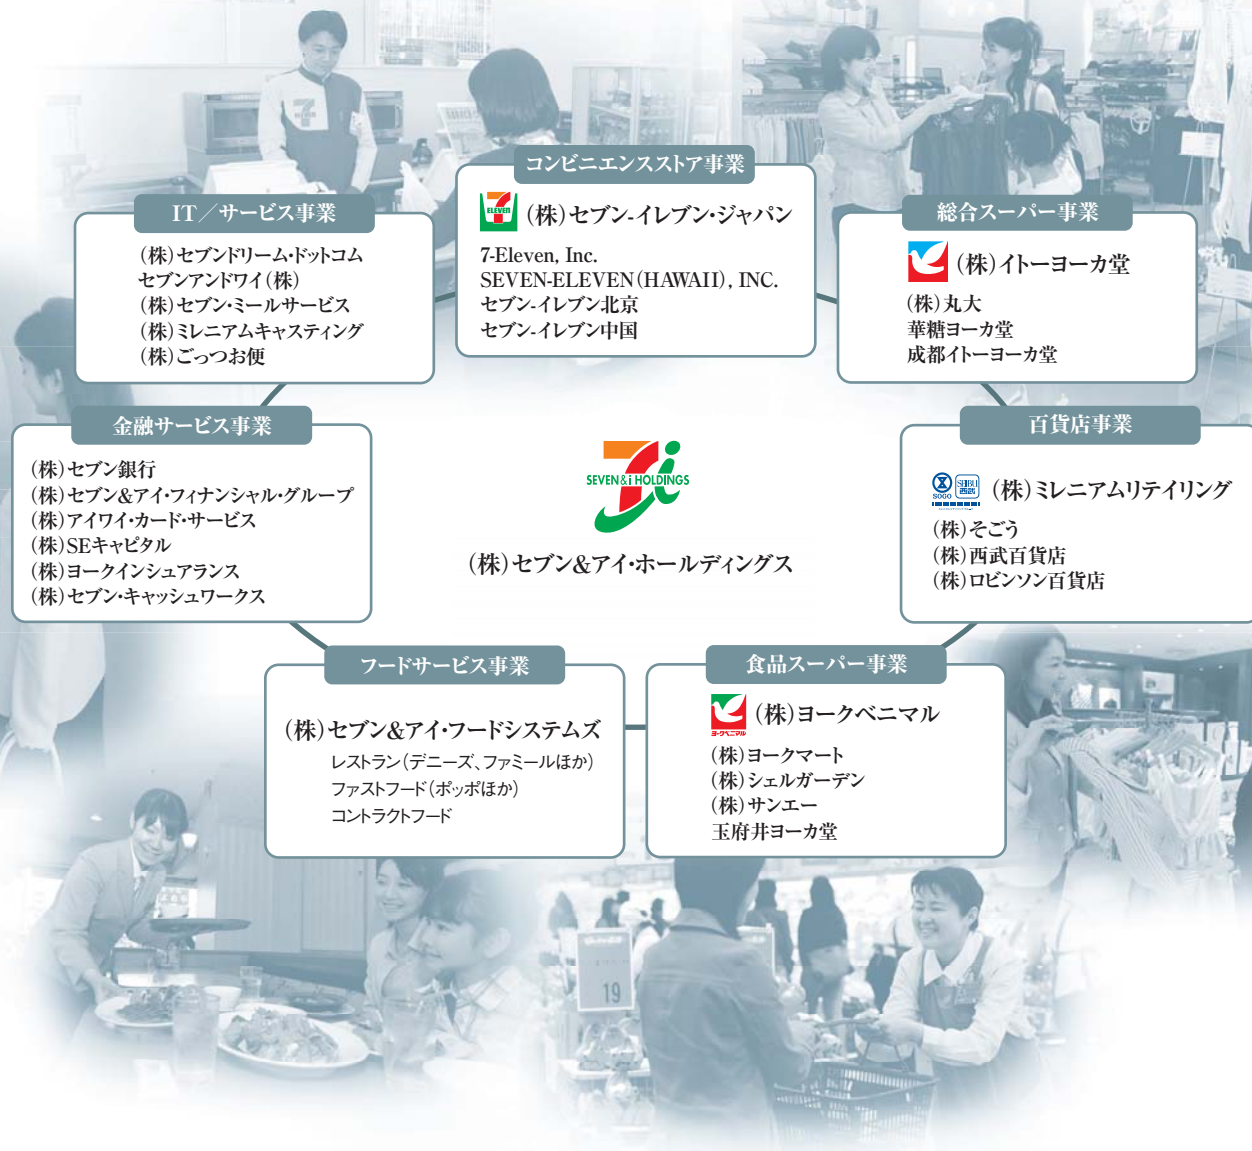 コンビニエンスストア事業
7
ELEVEN
(株)セブン-イレブン・ジャパン
7-Eleven, Inc.
SEVEN-ELEVEN(HAWAII), INC.
セブン-イレブン北京
セブン-イレブン中国
IT/サービス事業
(株)セブンドリーム・ドットコム
セブンアンドワイ(株)
(株)セブン・ミールサービス
(株)ミレニアムキャスティング
(株)ごっつお便
総合スーパー事業
(株)イトーヨーカ堂
(株)丸大
華糖ヨーカ堂
成都イトーヨーカ堂
金融サービス事業
(株)セブン銀行
(株)セブン&アイ・フィナンシャル・グループ
(株)アイワイ・カード・サービス
(株)SEキャピタル
(株)ヨークインシュアランス
(株)セブン・キャッシュワークス
SEVEN&i HOLDINGS
(株)セブン&アイ・ホールディングス
百貨店事業
SOGO
SEIBU
西武
(株)ミレニアムリテイリング
(株)そごう
(株)西武百貨店
(株)ロビンソン百貨店
フードサービス事業
(株)セブン&アイ・フードシステムズ
レストラン(デニーズ、ファミールほか)
ファストフード(ポッポほか)
コントラクトフード
食品スーパー事業
ヨークベニマル
(株)ヨークベニマル
(株)ヨークマート
(株)シェルガーデン
(株)サンエー
王府井ヨーカ堂
19